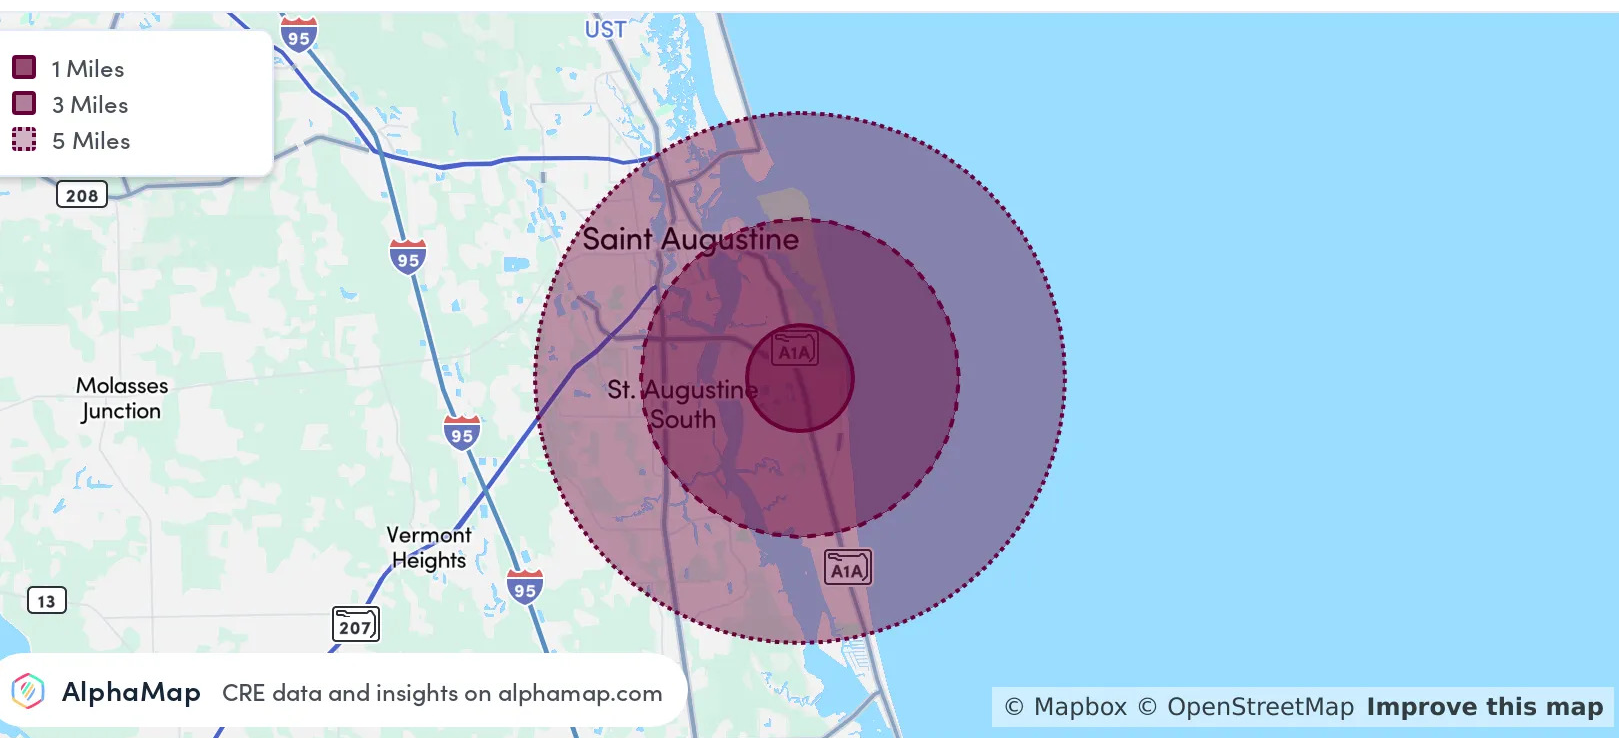 UST
95
1 Miles
3 Miles
5 Miles
208
Saint Augustine
95
A1A
St. Augustine
South
Molasses
Junction
95
Vermont
Heights
A1A
95
13
207
AlphaMap CRE data and insights on alphamap.com
© Mapbox © OpenStreetMap Improve this map